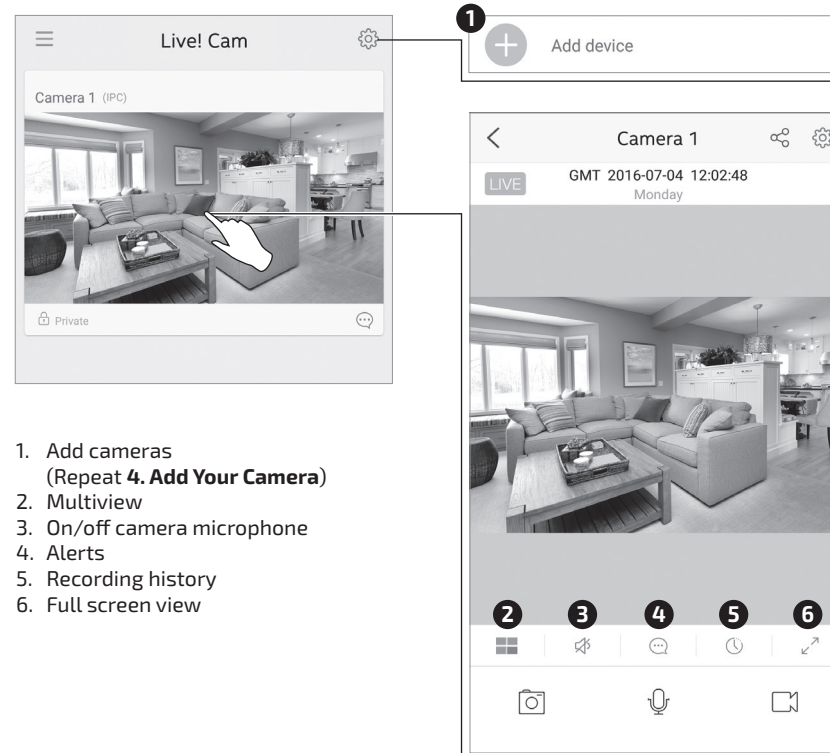 Live! Cam
Camera 1 (IPC)
Private
1
Add device
Camera 1
LIVE
GMT 2016-07-04 12:02:48
Monday
2
3
4
5
6
1. Add cameras
(Repeat 4. Add Your Camera)
2. Multiview
3. On/off camera microphone
4. Alerts
5. Recording history
6. Full screen view